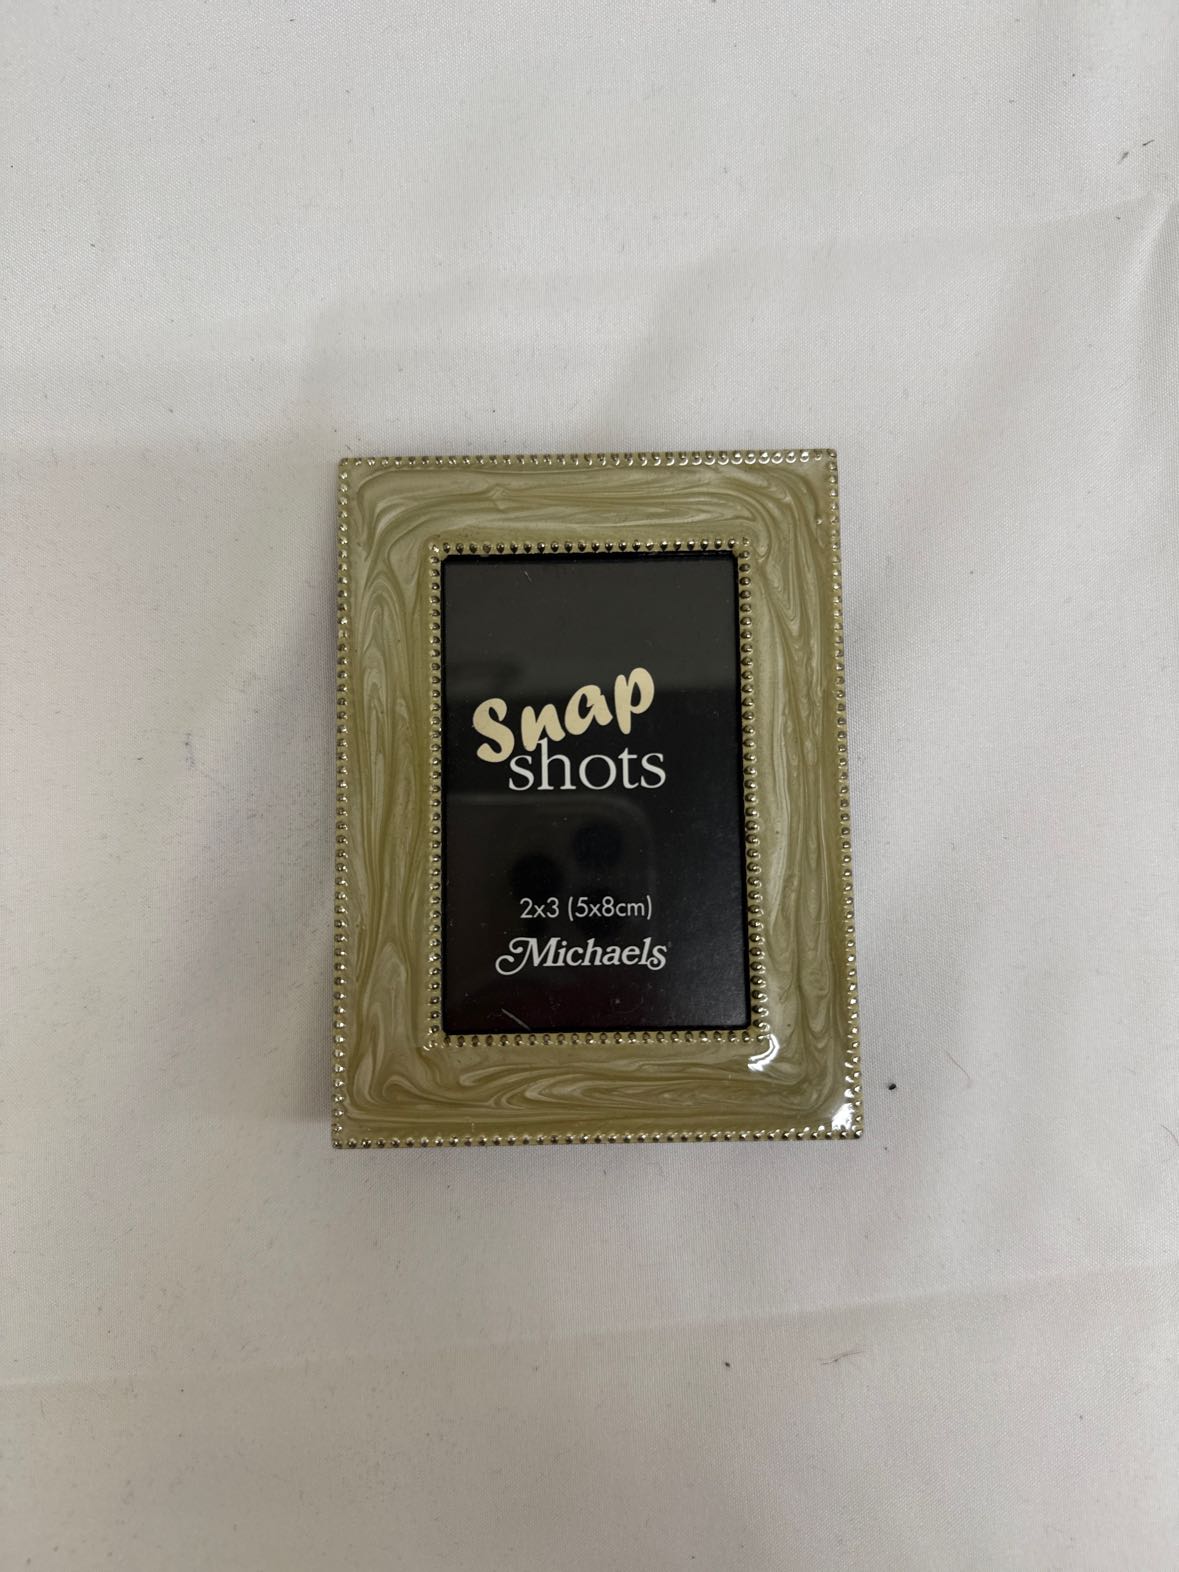 Snap
shots
2x3 (5x8cm)
Michaels